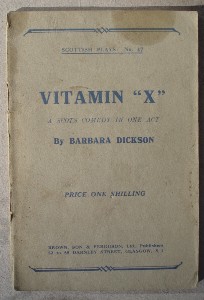 SCOTTISH PLAYS No. 47
VITAMIN "X"
A SCOTS COMEDY IN ONE ACT
By BARBARA DICKSON
PRICE ONE SHILLING
BROWN, SON & FERGUSON, Ltd., Publishers
52 to 58 DARNLEY STREET, GLASGOW, S.1